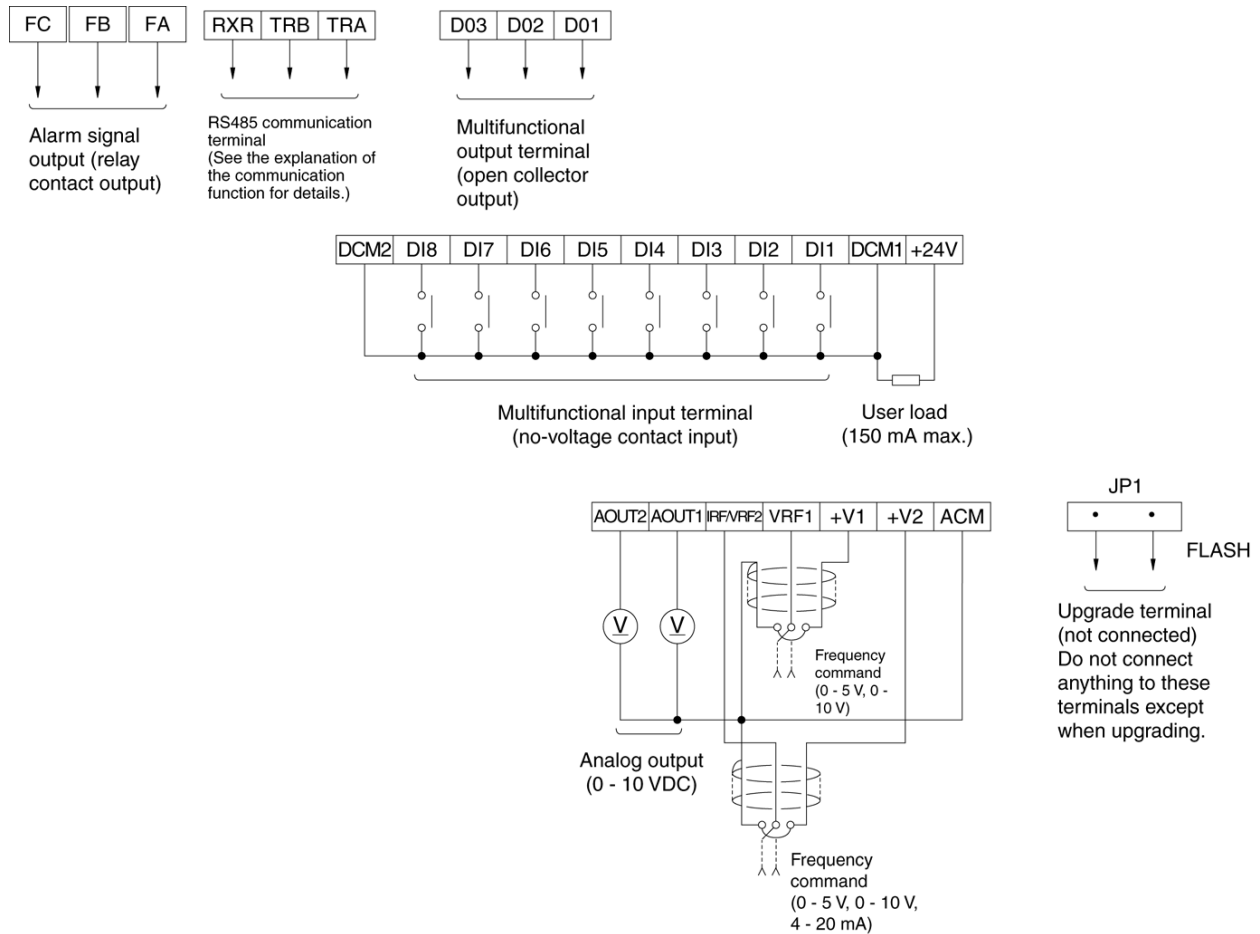 FC FB FA
RXR TRB TRA
D03 D02 D01
Alarm signal
output (relay
contact output)
RS485 communication
terminal
(See the explanation of
the communication
function for details.)
Multifunctional
output terminal
(open collector
output)
DCM2 DI8 DI7 DI6 DI5 DI4 DI3 DI2 DI1 DCM1 +24V
Multifunctional input terminal
(no-voltage contact input)
User load
(150 mA max.)
AOUT2 AOUT1 IRF/VRF2 VRF1 +V1 +V2 ACM
V V
Frequency
command
(0 - 5 V, 0 -
10 V)
Analog output
(0 - 10 VDC)
Frequency
command
(0 - 5 V, 0 - 10 V,
4 - 20 mA)
JP1
FLASH
Upgrade terminal
(not connected)
Do not connect
anything to these
terminals except
when upgrading.